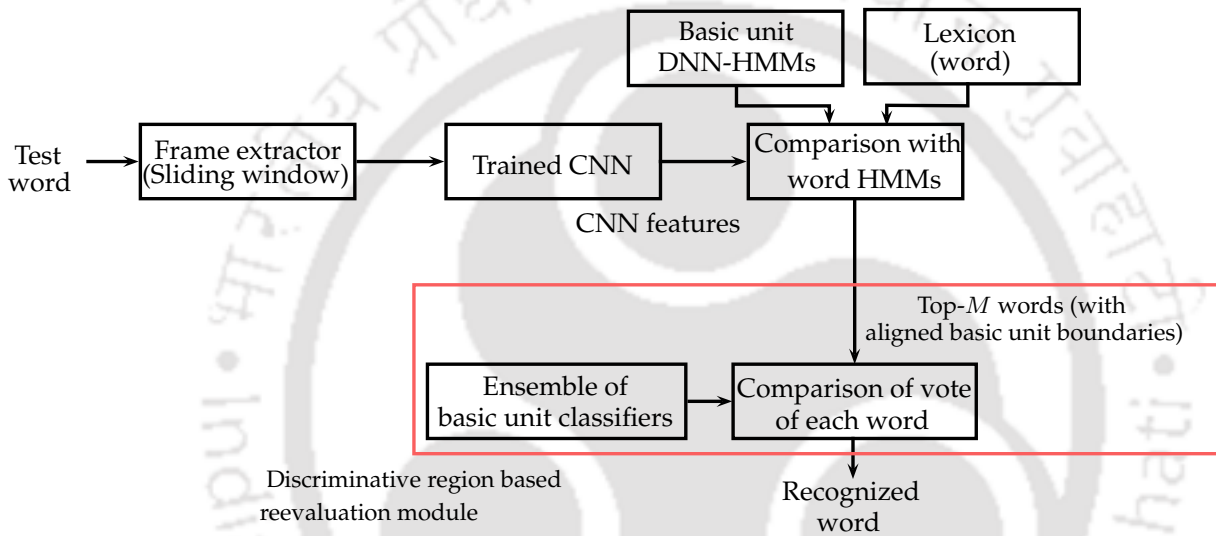 Basic unit
DNN-HMMs
Lexicon
(word)
Test
word
Frame extractor
(Sliding window)
Trained CNN
Comparison with
word HMMs
CNN features
Top-M words (with
aligned basic unit boundaries)
Ensemble of
basic unit classifiers
Comparison of vote
of each word
Discriminative region based
reevaluation module
Recognized
word